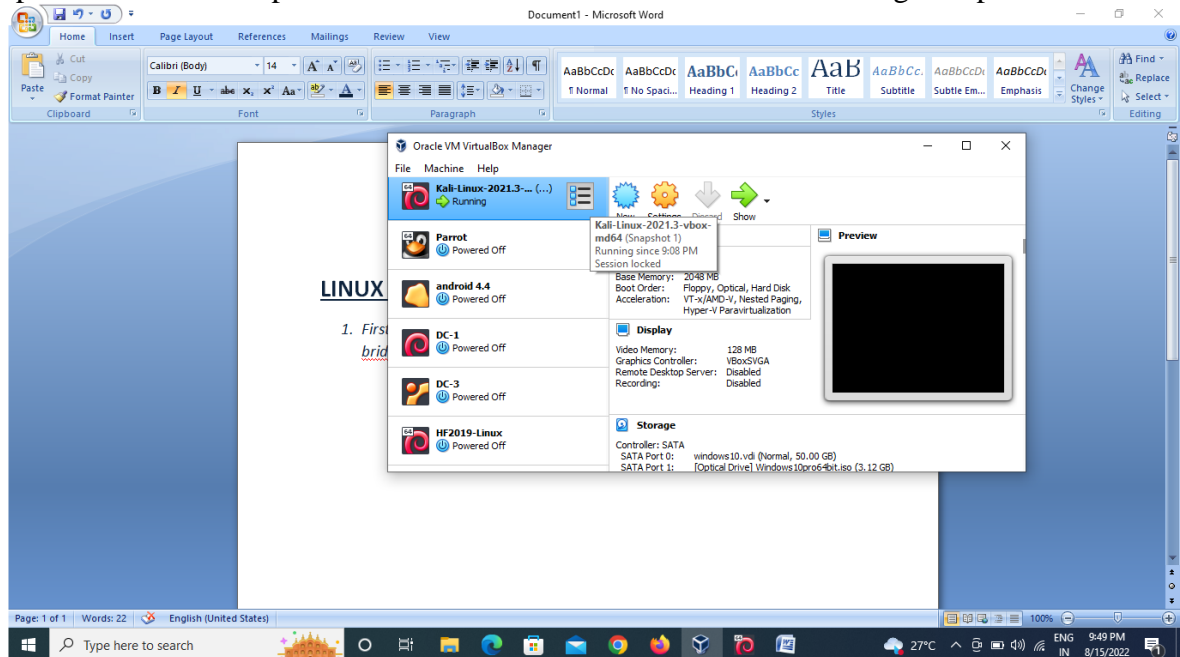 Document1 - Microsoft Word
Home Insert Page Layout References Mailings Review View
Cut
Copy
Format Painter
Paste
Clipboard
Calibri (Body) 14
Font
Paragraph
AaBbCcDc AaBbCcDc AaBbC AaBbCc AaB AaBbCc. AaBbCcDi AaBbCcDt
¶ Normal ¶ No Spaci... Heading 1 Heading 2 Title Subtitle Subtle Em... Emphasis
Change Styles
Styles
Find
Replace
Select
Editing
LINUX
1. First
brid
Oracle VM VirtualBox Manager
File Machine Help
Kali-Linux-2021.3-... (...)
Running
Parrot
Powered Off
android 4.4
Powered Off
DC-1
Powered Off
DC-3
Powered Off
HF2019-Linux
Powered Off
New Settings Discard Show
Kali-Linux-2021.3-vbox-
md64 (Snapshot 1)
Running since 9:08 PM
Session locked
Base Memory: 2048 MB
Boot Order: Floppy, Optical, Hard Disk
Acceleration: VT-x/AMD-V, Nested Paging,
Hyper-V Paravirtualization
Display
Video Memory: 128 MB
Graphics Controller: VBoxSVGA
Remote Desktop Server: Disabled
Recording: Disabled
Storage
Controller: SATA
SATA Port 0: windows10.vdi (Normal, 50.00 GB)
SATA Port 1: [Optical Drive] Windows10pro64bit.iso (3.12 GB)
Preview
Page: 1 of 1 Words: 22 English (United States) 100%
Type here to search
27°C ENG 9:49 PM
IN 8/15/2022